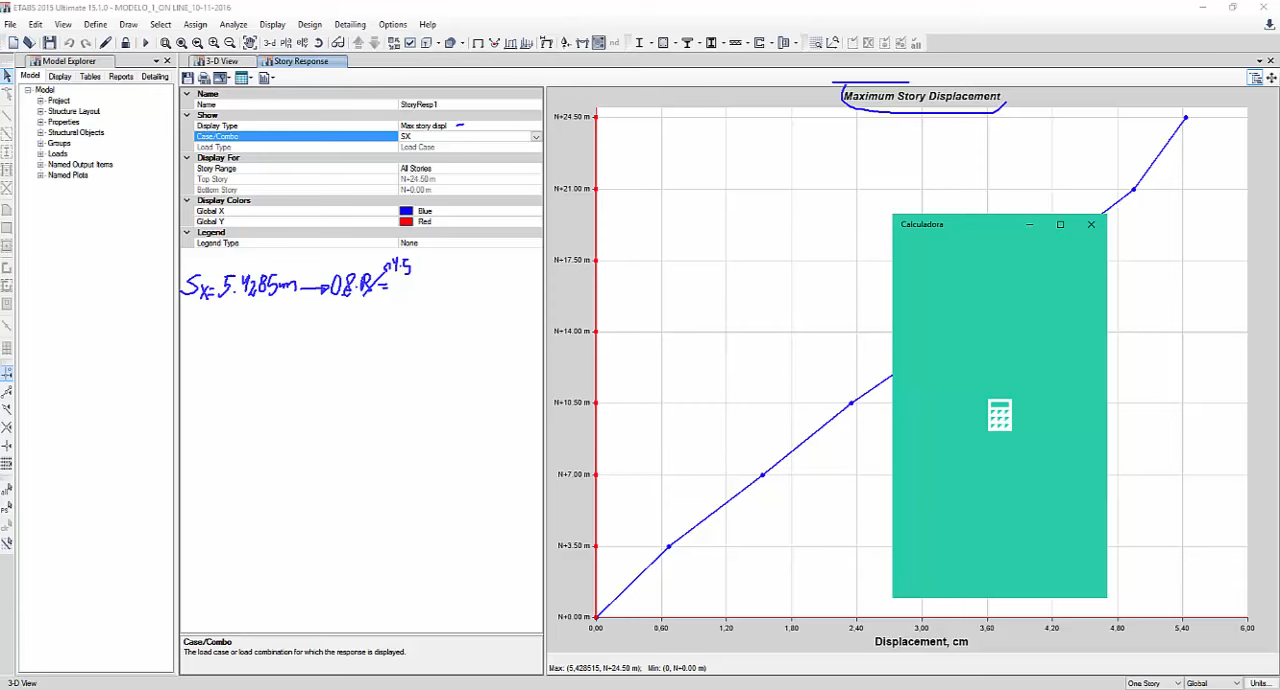 ETABS 2015 Ultimate 15.1.0 - MODELO_1_ON LINE_10-11-2016
File Edit View Define Draw Select Assign Analyze Display Design Detailing Options Help
3-d
nd
all
Model Explorer
3-D View
Story Response
Model Display Tables Reports Detailing
Model
Project
Structure Layout
Properties
Structural Objects
Groups
Loads
Named Output Items
Named Plots
Name
Name StoryResp1
Show
Display Type Max story displ
Case/Combo SX
Load Type Load Case
Display For
Story Range All Stories
Top Story N+24.50 m
Bottom Story N+0.00 m
Display Colors
Global X Blue
Global Y Red
Legend
Legend Type None
Case/Combo
The load case or load combination for which the response is displayed.
Maximum Story Displacement
N+24.50 m
N+21.00 m
N+17.50 m
N+14.00 m
N+10.50 m
N+7.00 m
N+3.50 m
N+0.00 m
Calculadora
0,00 0,60 1,20 1,80 2,40 3,00 3,60 4,20 4,80 5,40 6,00
Displacement, cm
Max: (5,428515, N+24.50 m); Min: (0, N+0.00 m)
3-D View
One Story Global Units...